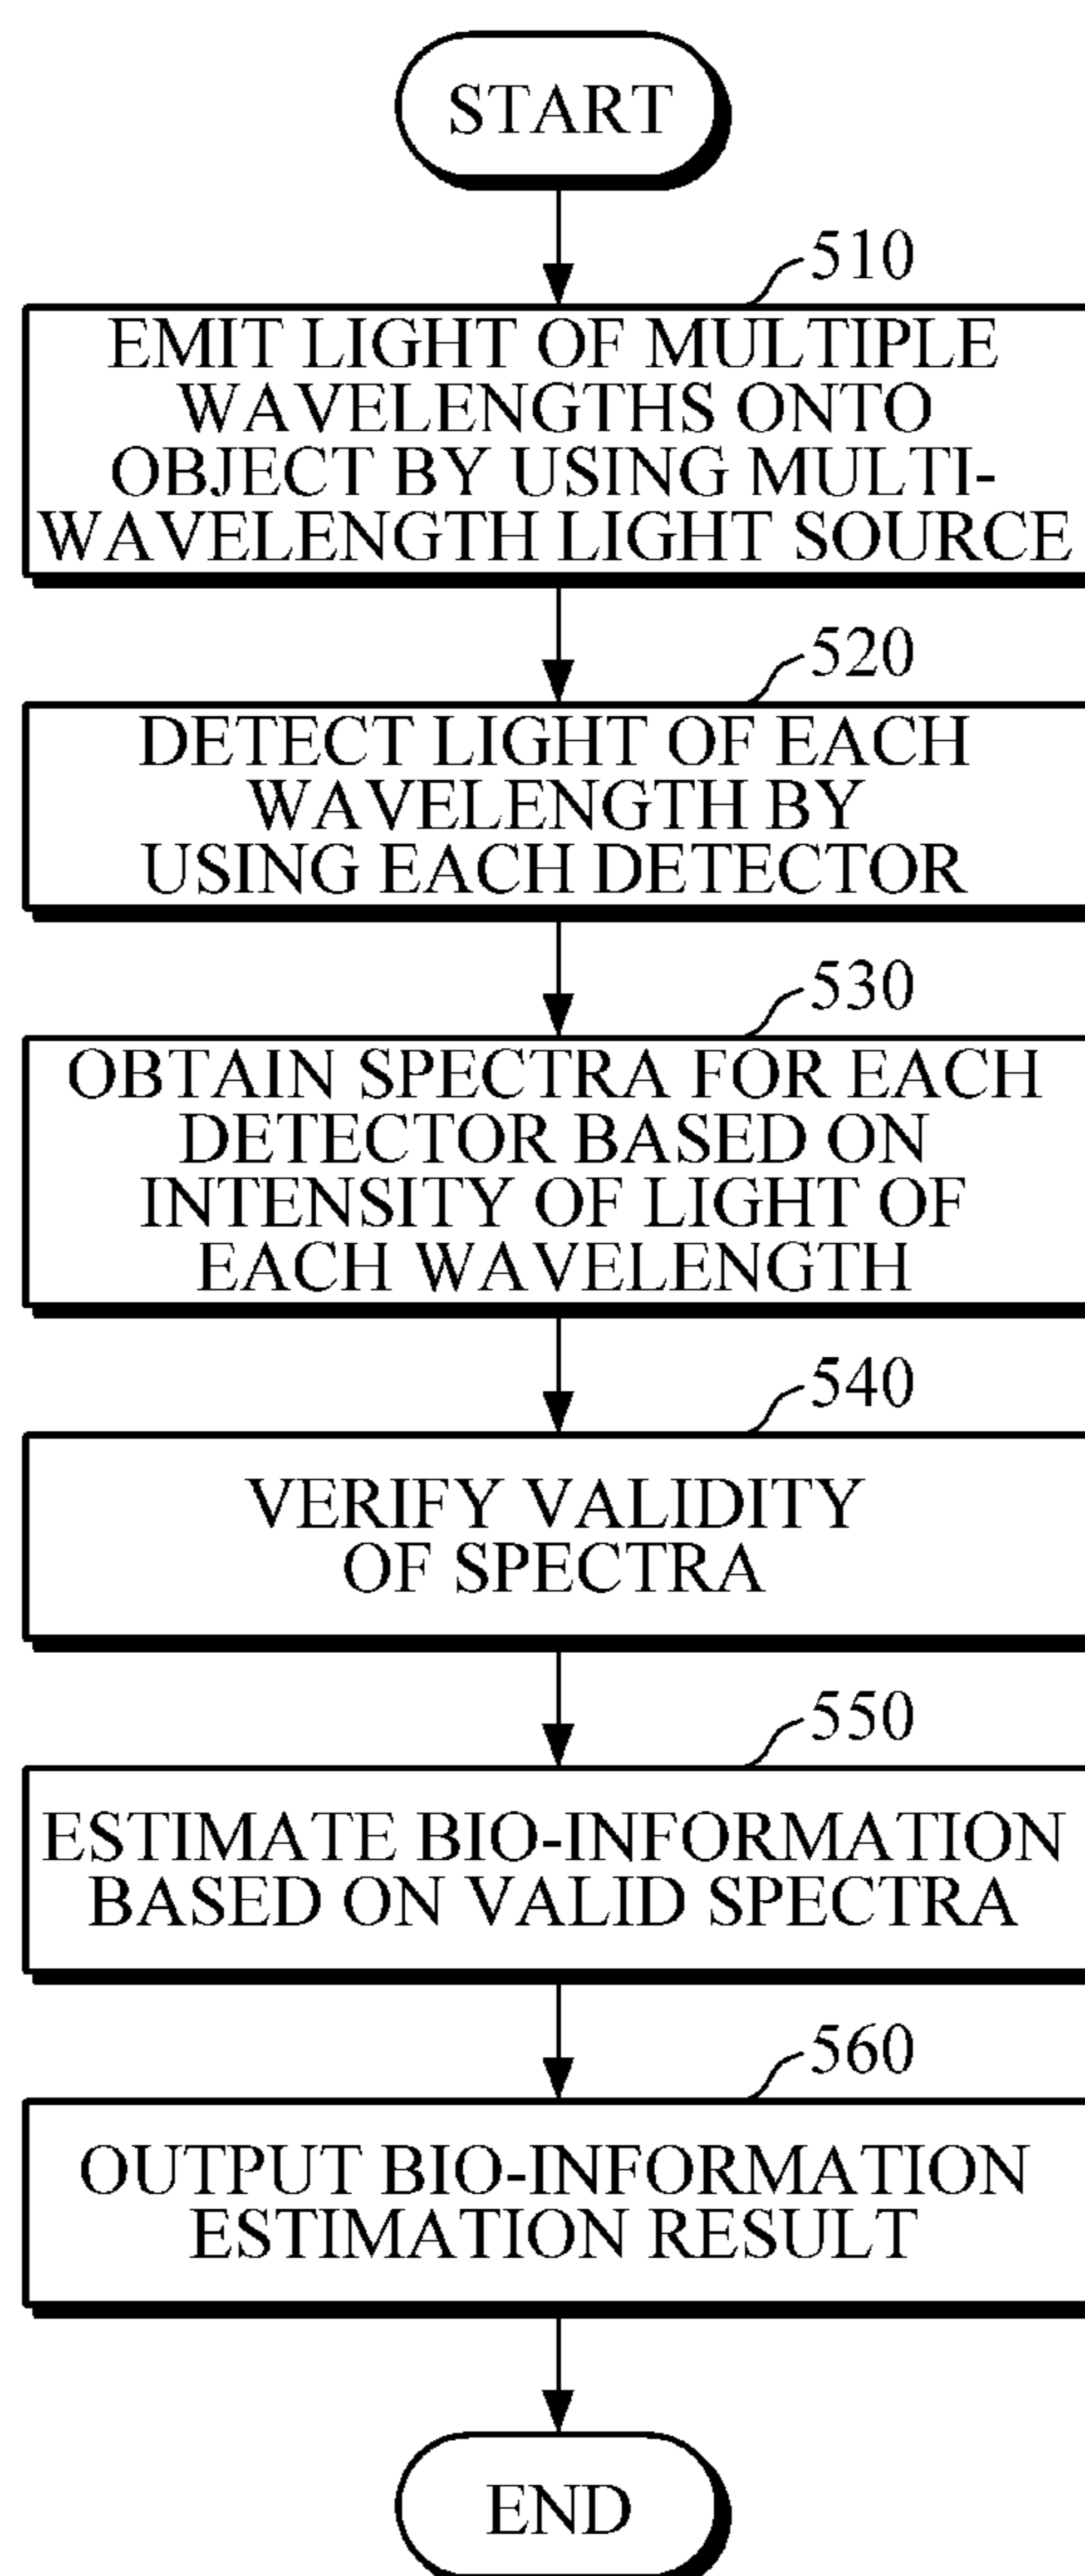 START
510
EMIT LIGHT OF MULTIPLE
WAVELENGTHS ONTO
OBJECT BY USING MULTI-
WAVELENGTH LIGHT SOURCE
520
DETECT LIGHT OF EACH
WAVELENGTH BY
USING EACH DETECTOR
530
OBTAIN SPECTRA FOR EACH
DETECTOR BASED ON
INTENSITY OF LIGHT OF
EACH WAVELENGTH
540
VERIFY VALIDITY
OF SPECTRA
550
ESTIMATE BIO-INFORMATION
BASED ON VALID SPECTRA
560
OUTPUT BIO-INFORMATION
ESTIMATION RESULT
END